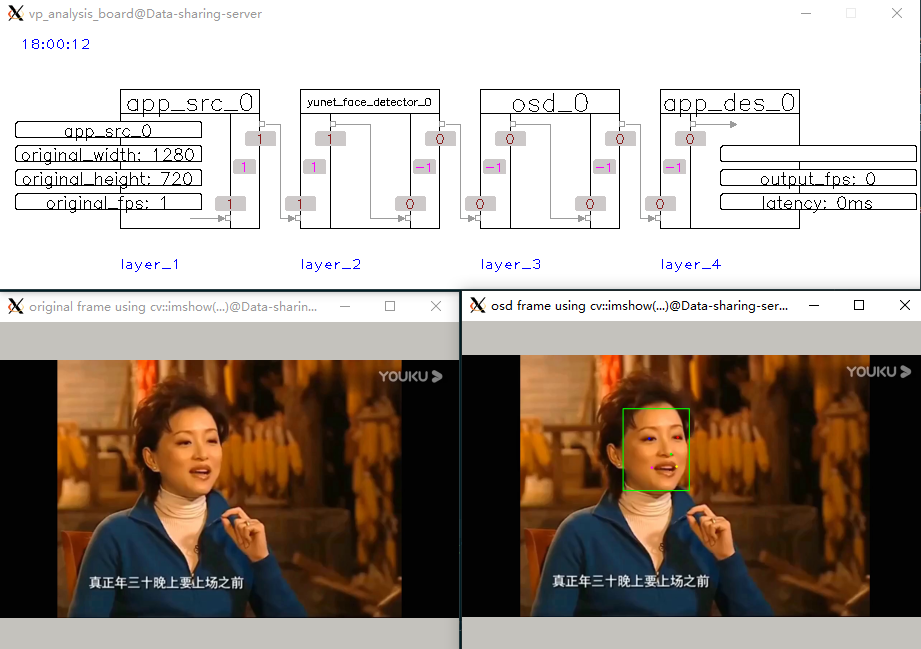 vp_analysis_board@Data-sharing-server
18:00:12
app_src_0
yunet_face_detector_0
osd_0
app_des_0
app_src_0
original_width: 1280
original_height: 720
original_fps: 1
1
1
1
1
1
1
0
-1
0
0
-1
0
0
-1
0
0
-1
0
output_fps: 0
latency: 0ms
layer_1
layer_2
layer_3
layer_4
original frame using cv::imshow(...)@Data-sharin...
YOUKU
真正年三十晚上要上场之前
osd frame using cv::imshow(...)@Data-sharing-ser...
YOUKU
真正年三十晚上要上场之前